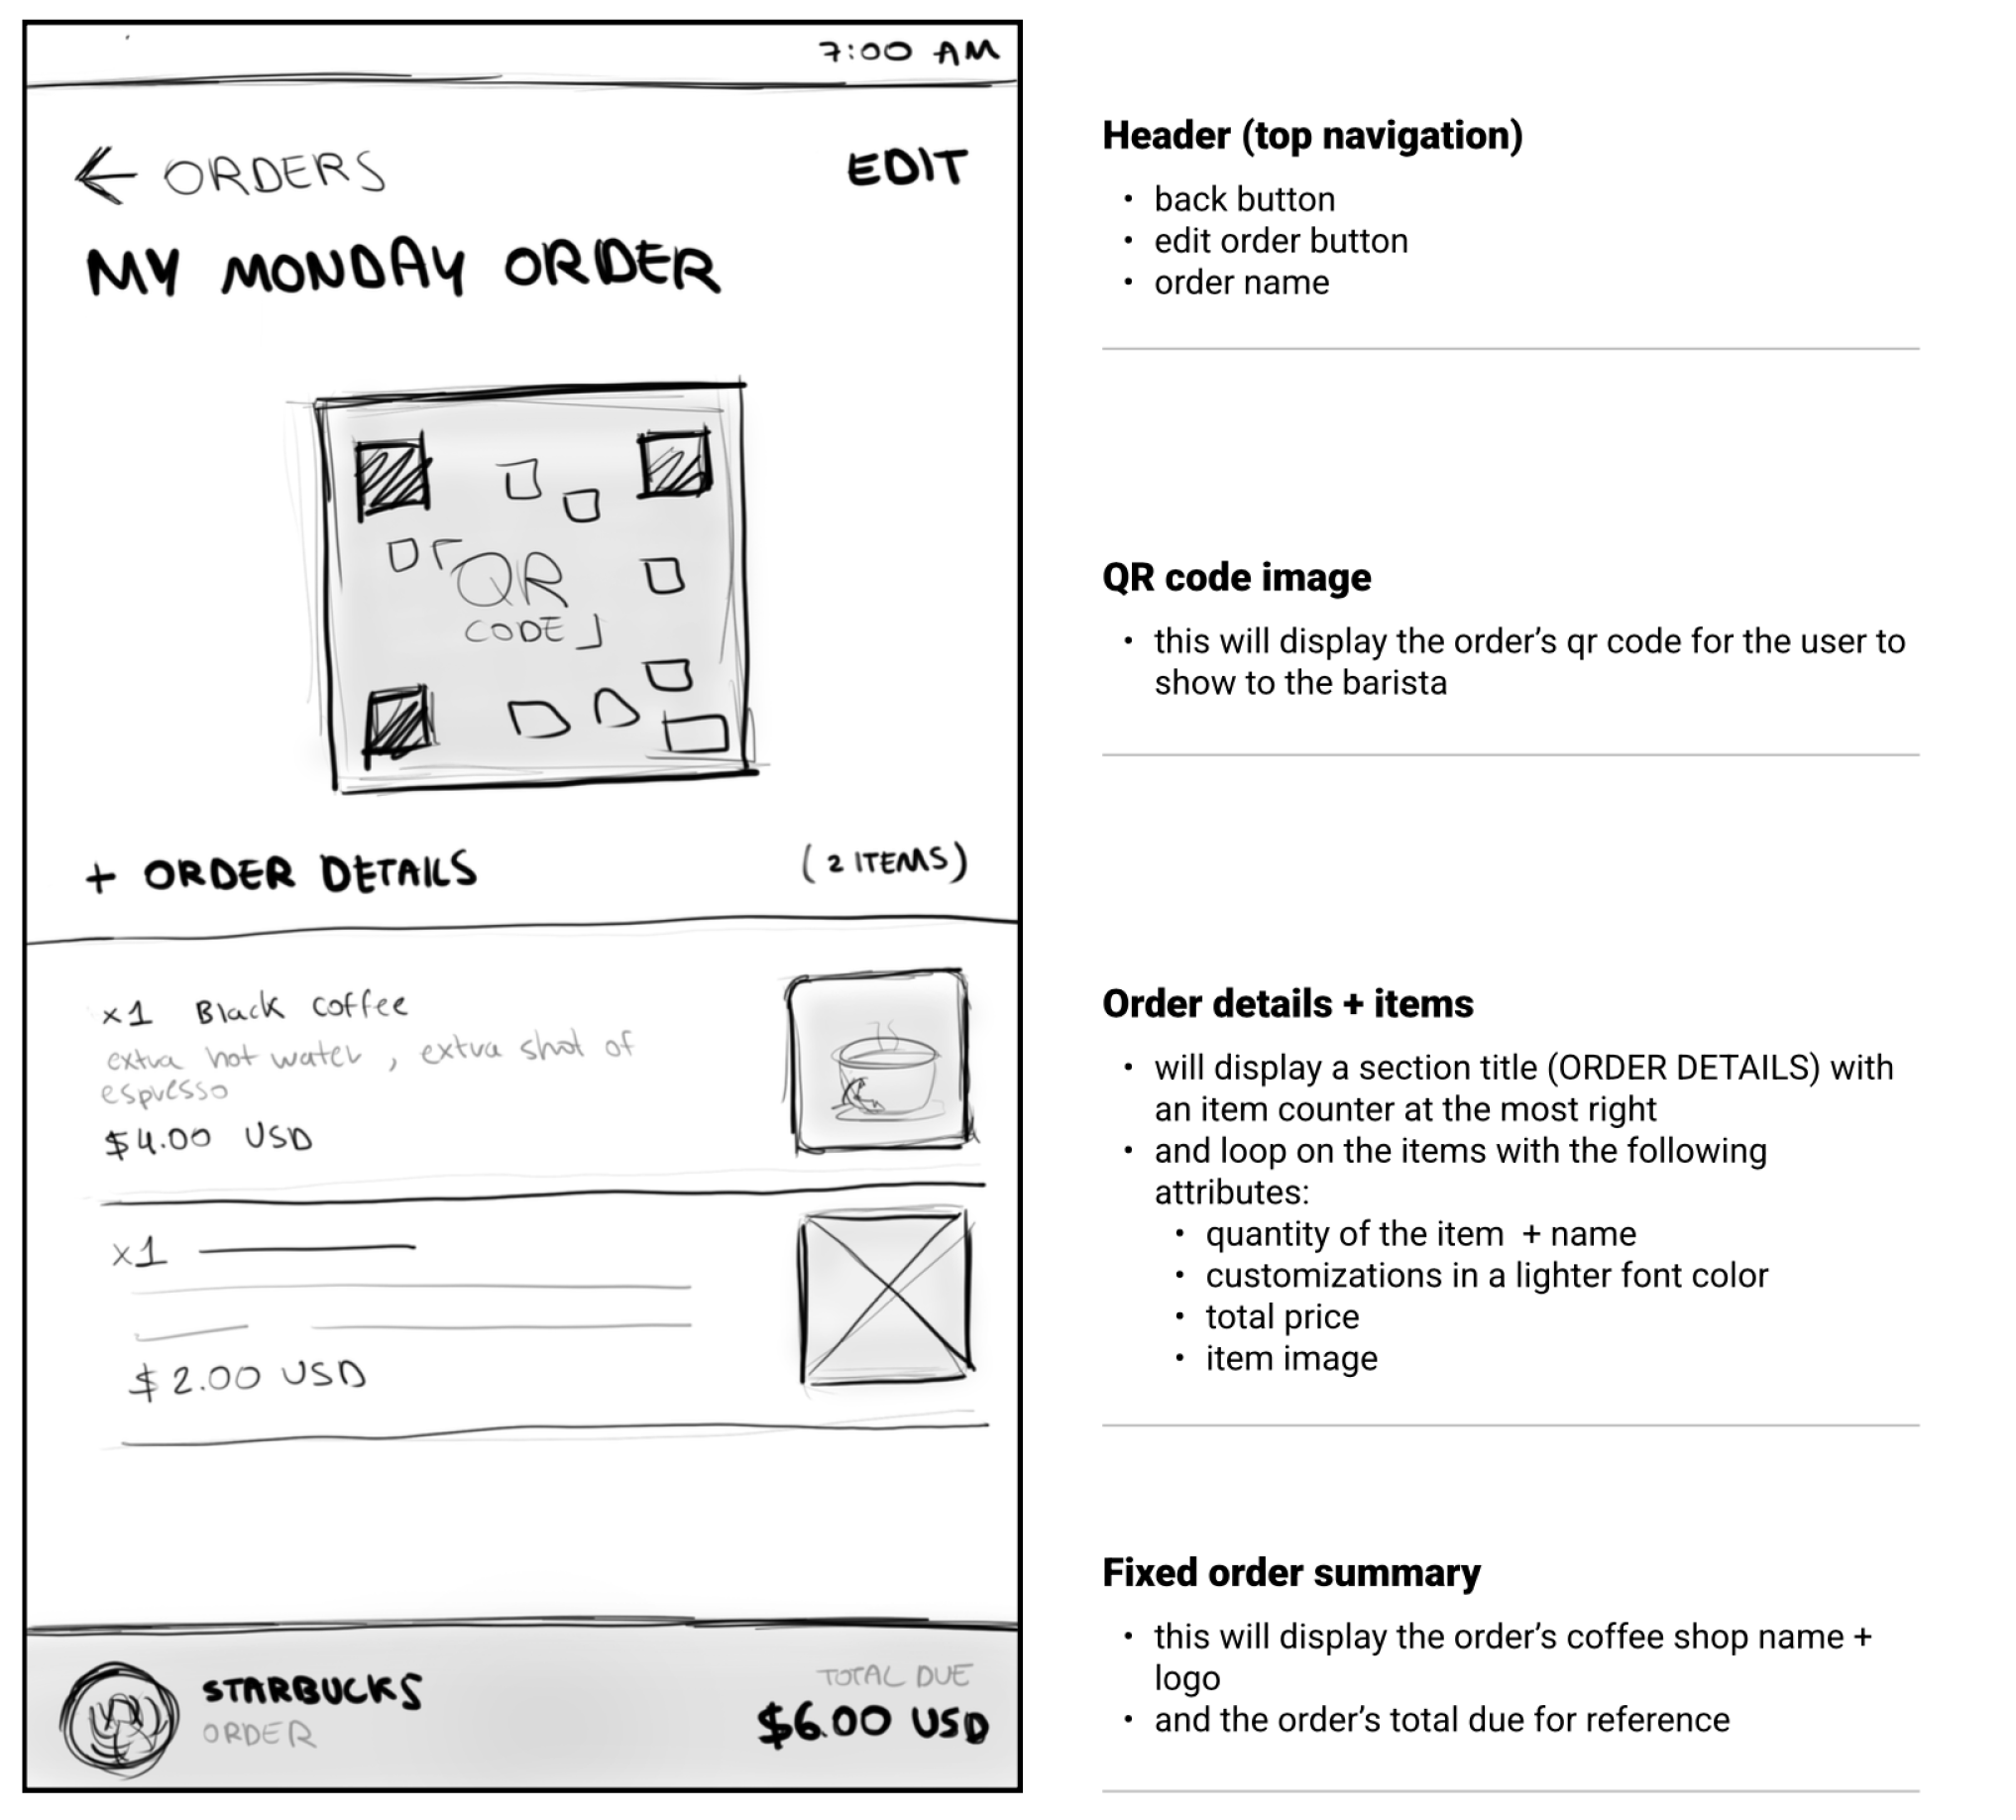 7:00 AM
← ORDERS
EDIT
MY MONDAY ORDER
QR
CODE
+ ORDER DETAILS
(2 ITEMS)
x1 Black coffee
extra hot water, extra shot of
espresso
$4.00 USD
x1
$2.00 USD
STARBUCKS
ORDER
TOTAL DUE
$6.00 USD
Header (top navigation)
• back button
• edit order button
• order name
QR code image
• this will display the order’s qr code for the user to
show to the barista
Order details + items
• will display a section title (ORDER DETAILS) with
an item counter at the most right
• and loop on the items with the following
attributes:
• quantity of the item + name
• customizations in a lighter font color
• total price
• item image
Fixed order summary
• this will display the order’s coffee shop name +
logo
• and the order’s total due for reference